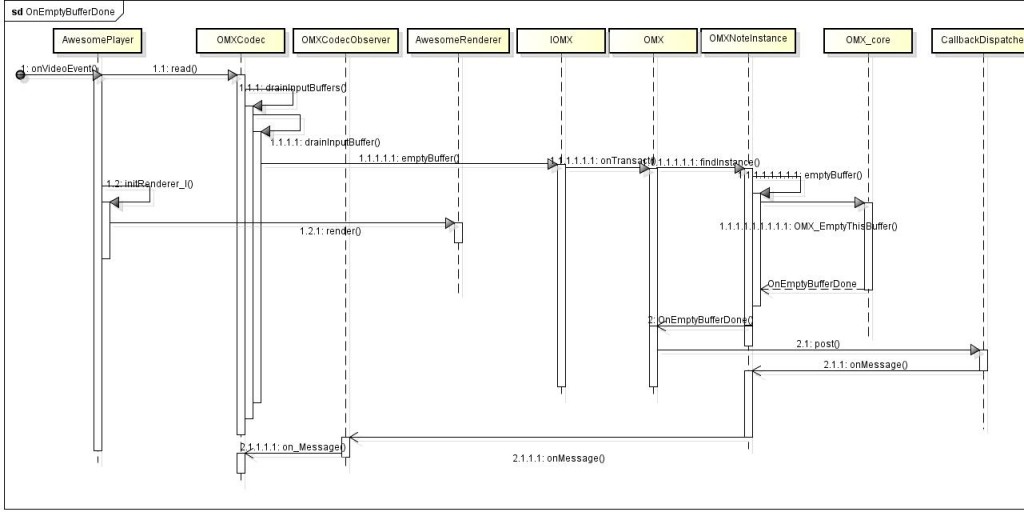 sd OnEmptyBufferDone
AwesomePlayer
OMXCodec
OMXCodecObserver
AwesomeRenderer
IOMX
OMX
OMXNoteInstance
OMX_core
CallbackDispatche
1: onVideoEvent()
1.1: read()
1.1.1: drainInputBuffers()
1.1.1.1: drainInputBuffer()
1.1.1.1.1: emptyBuffer()
1.1.1.1.1.1: onTransact()
1.1.1.1.1.1: findInstance()
1.1.1.1.1.1.1: emptyBuffer()
1.2: initRenderer_l()
1.2.1: render()
1.1.1.1.1.1.1.1.1: OMX_EmptyThisBuffer()
OnEmptyBufferDone
2: OnEmptyBufferDone()
2.1: post()
2.1.1: onMessage()
2.1.1.1.1: on_Message()
2.1.1.1: onMessage()